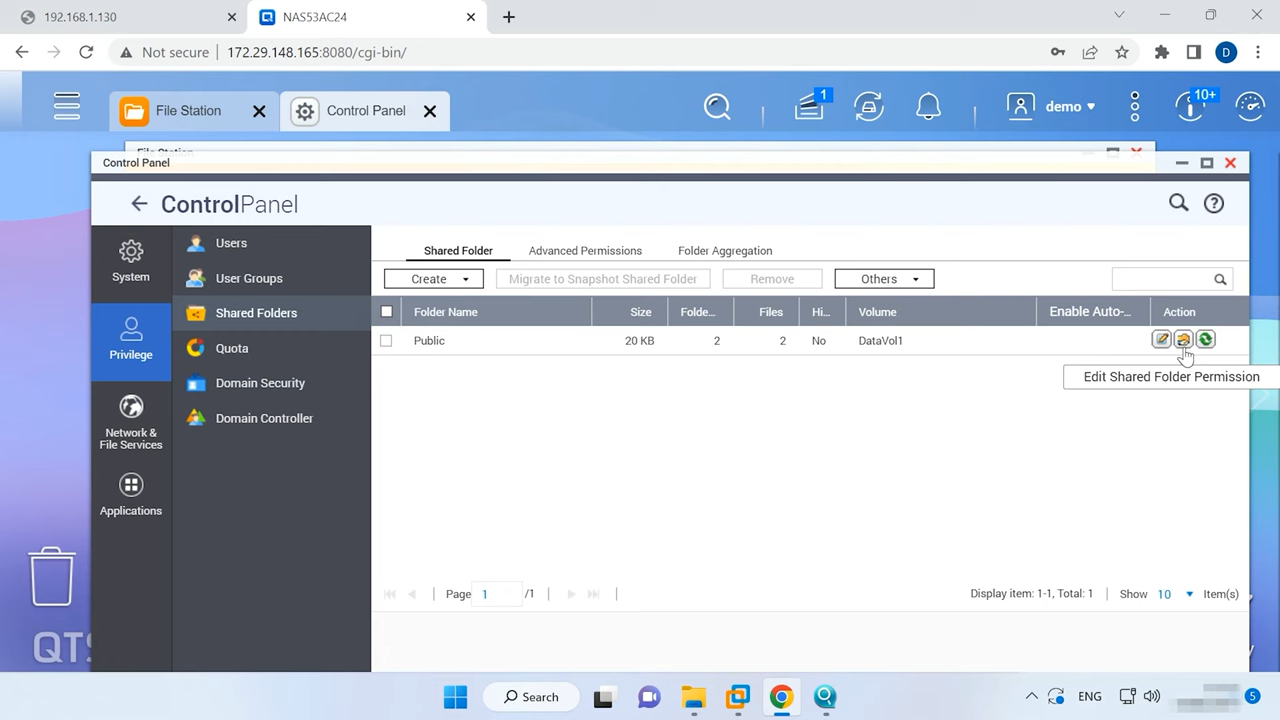 192.168.1.130
NAS53AC24
Not secure
172.29.148.165:8080/cgi-bin/
D
File Station
Control Panel
1
demo
10+
Control Panel
ControlPanel
System
Privilege
Network &
File Services
Applications
Users
User Groups
Shared Folders
Quota
Domain Security
Domain Controller
Shared Folder
Advanced Permissions
Folder Aggregation
Create
Migrate to Snapshot Shared Folder
Remove
Others
Folder Name
Size
Folde...
Files
Hi...
Volume
Enable Auto-...
Action
Public
20 KB
2
2
No
DataVol1
Edit Shared Folder Permission
Page
1
/1
Display item: 1-1, Total: 1
Show
10
Item(s)
QTS
Search
ENG
5